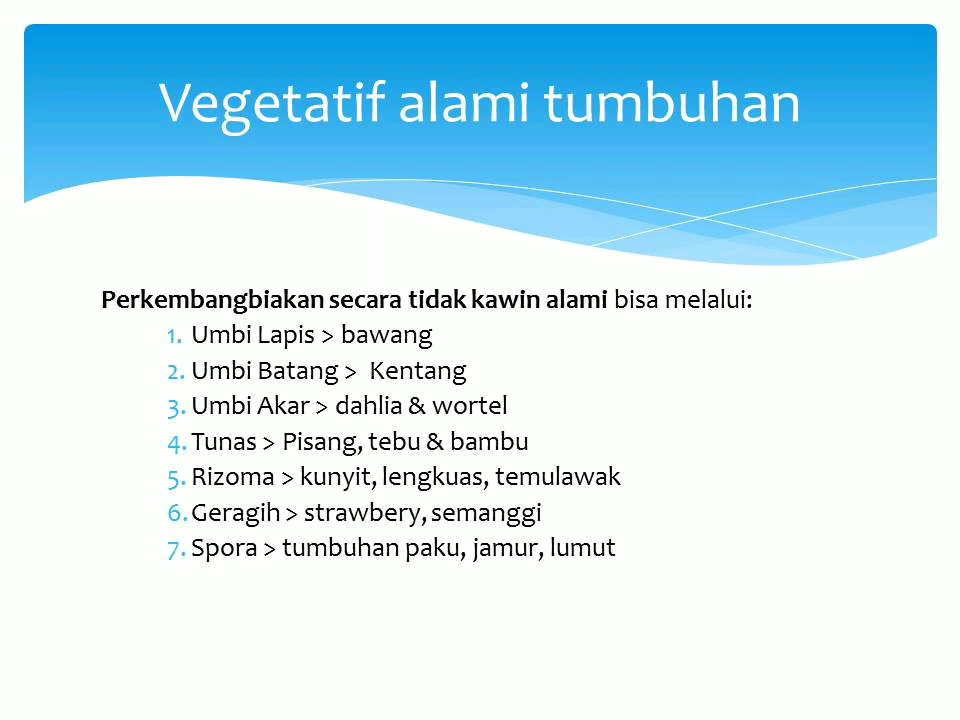 Vegetatif alami tumbuhan
Perkembangbiakan secara tidak kawin alami bisa melalui:
1. Umbi Lapis > bawang
2. Umbi Batang > Kentang
3. Umbi Akar > dahlia & wortel
4. Tunas > Pisang, tebu & bambu
5. Rizoma > kunyit, lengkuas, temulawak
6. Geragih > strawbery, semanggi
7. Spora > tumbuhan paku, jamur, lumut